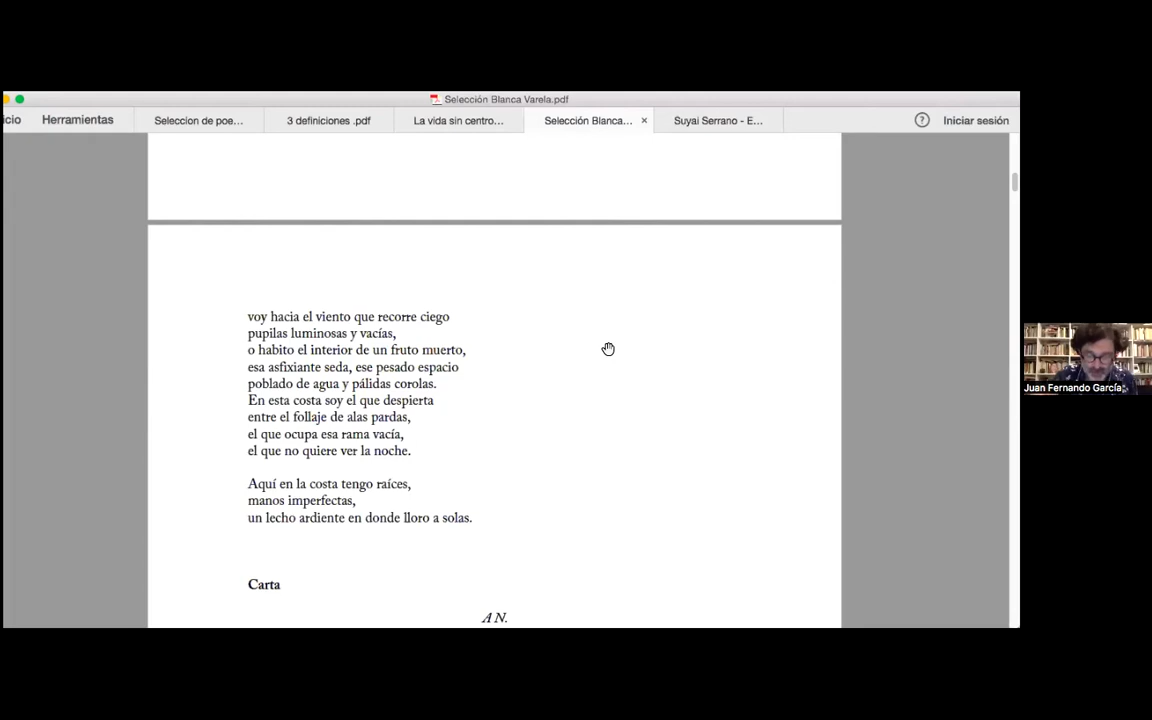 Selección Blanca Varela.pdf
icio
Herramientas
Seleccion de poe...
3 definiciones .pdf
La vida sin centro...
Selección Blanca... ×
Suyai Serrano - E...
?
Iniciar sesión
voy hacia el viento que recorre ciego
pupilas luminosas y vacías,
o habito el interior de un fruto muerto,
esa asfixiante seda, ese pesado espacio
poblado de agua y pálidas corolas.
En esta costa soy el que despierta
entre el follaje de alas pardas,
el que ocupa esa rama vacía,
el que no quiere ver la noche.
Aquí en la costa tengo raíces,
manos imperfectas,
un lecho ardiente en donde lloro a solas.
Carta
A N.
Juan Fernando García